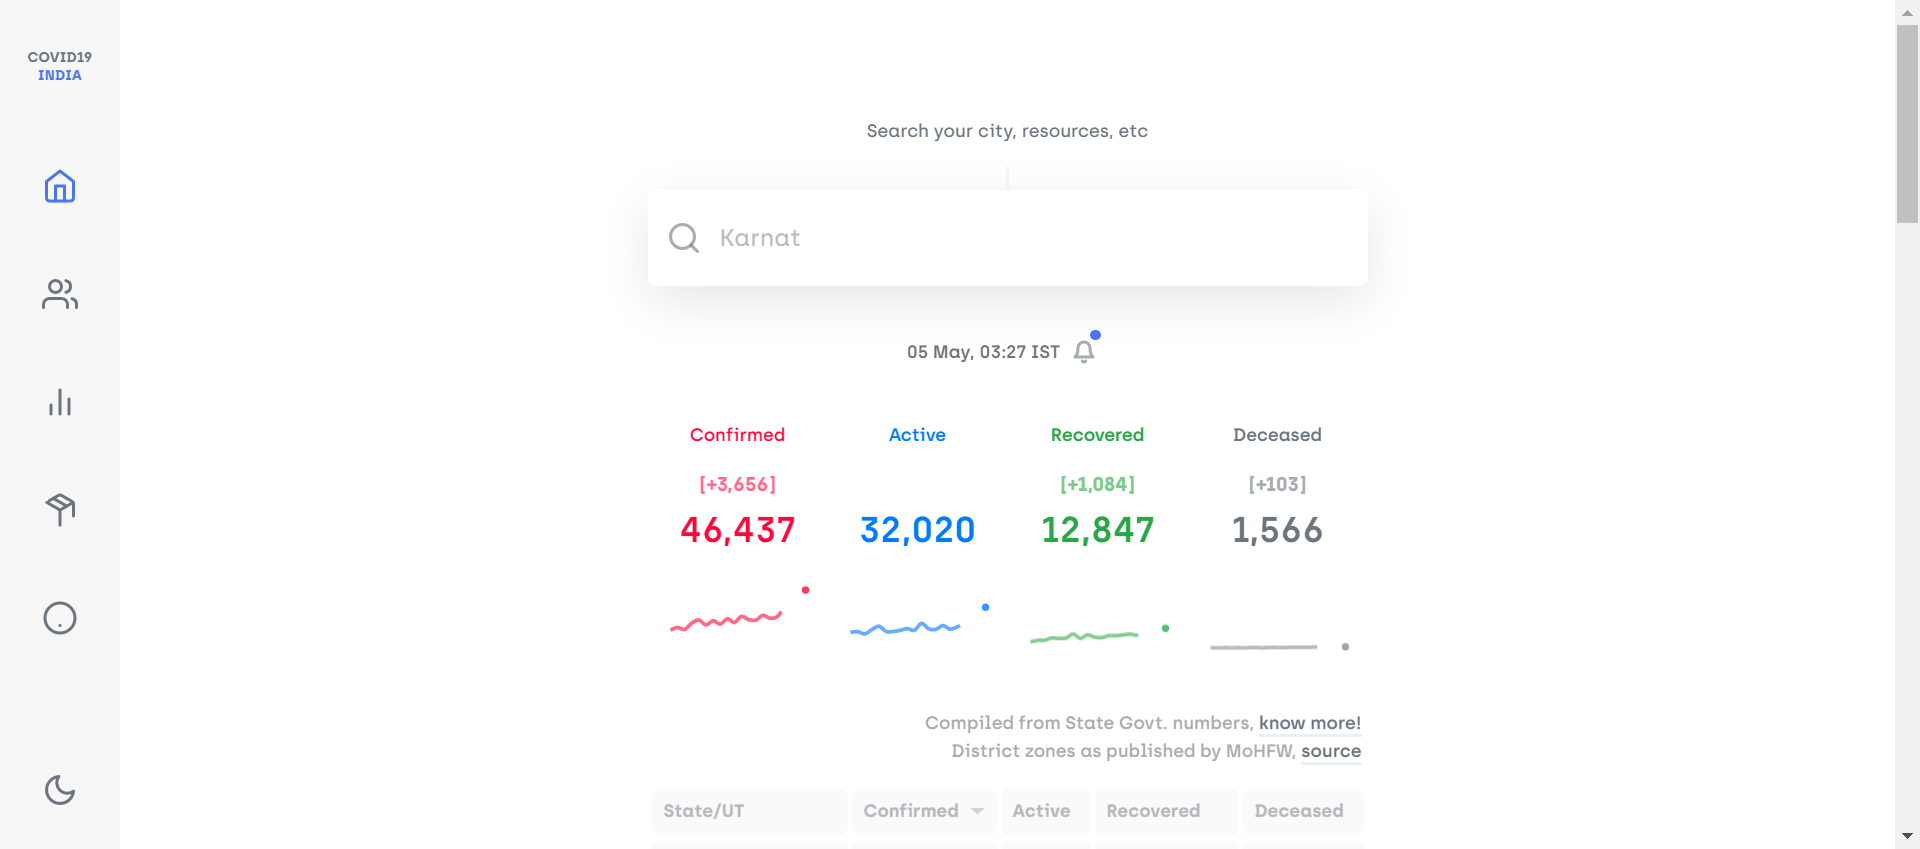 COVID19
INDIA
Search your city, resources, etc
Karnat
05 May, 03:27 IST
Confirmed Active Recovered Deceased
[+3,656] [+1,084] [+103]
46,437 32,020 12,847 1,566
Compiled from State Govt. numbers, know more!
District zones as published by MoHFW, source
State/UT Confirmed Active Recovered Deceased